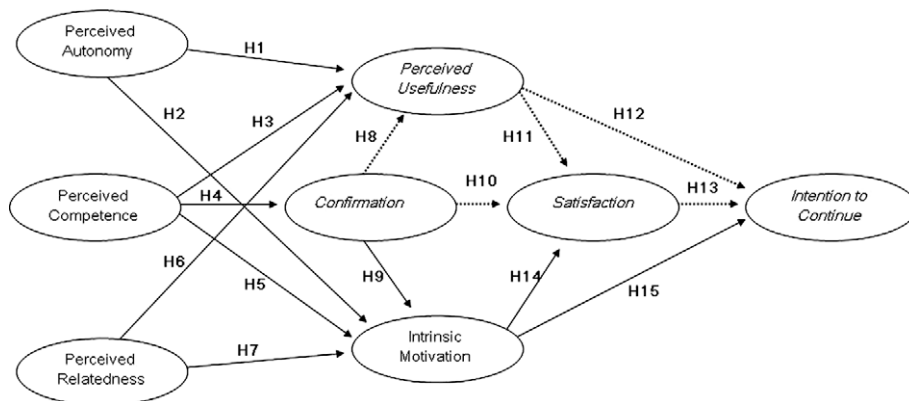 Perceived
Autonomy
H1
Perceived
Usefulness
H2
H3
H8
H11
H12
Perceived
Competence
H4
Confirmation
H10
Satisfaction
H13
Intention to
Continue
H6
H5
H9
H14
H15
Perceived
Relatedness
H7
Intrinsic
Motivation